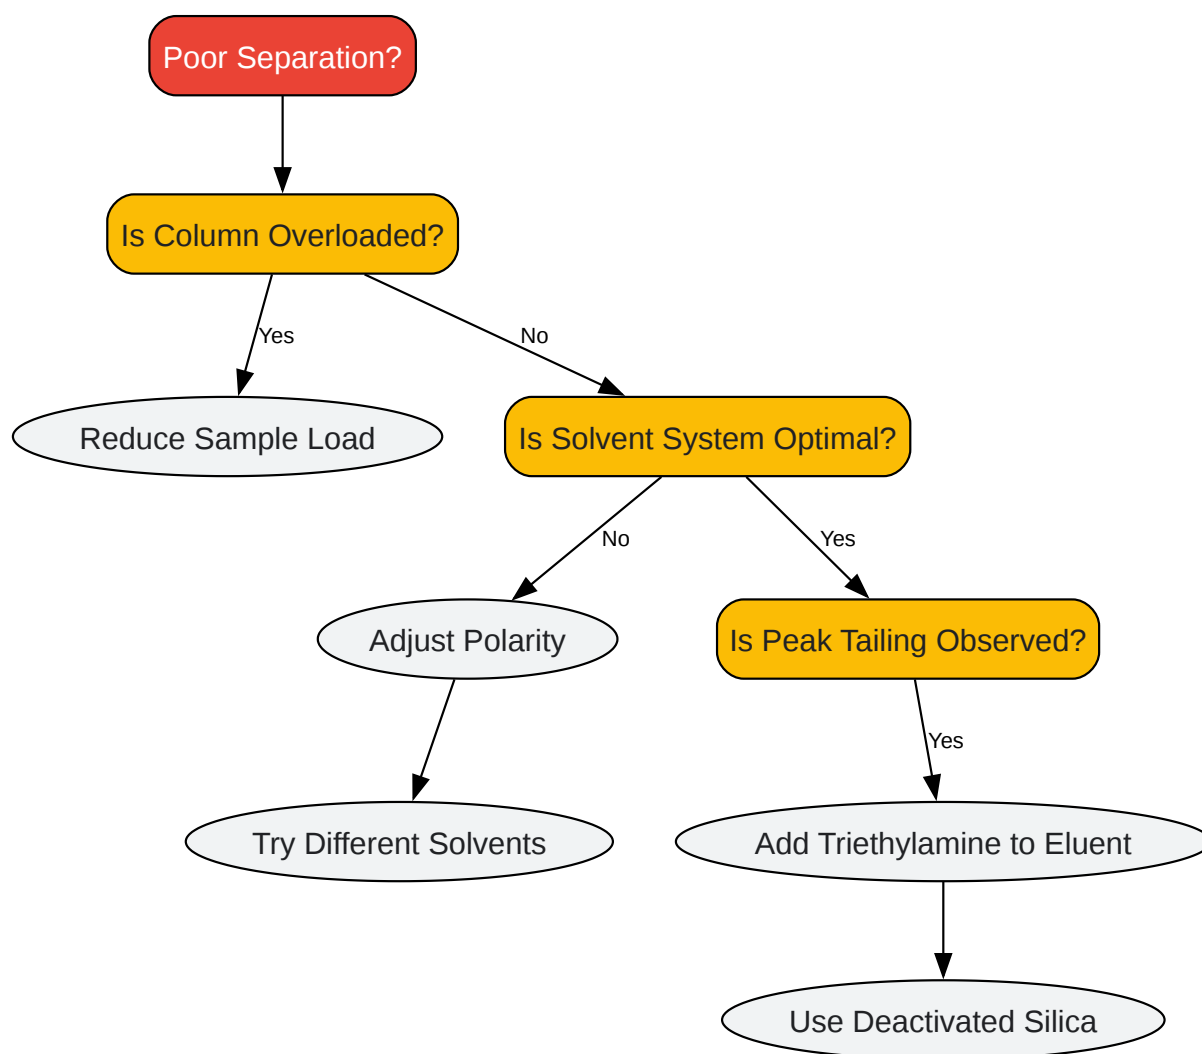 Poor Separation?
Is Column Overloaded?
Yes
No
Reduce Sample Load
Is Solvent System Optimal?
No
Yes
Adjust Polarity
Is Peak Tailing Observed?
Yes
Try Different Solvents
Add Triethylamine to Eluent
Use Deactivated Silica